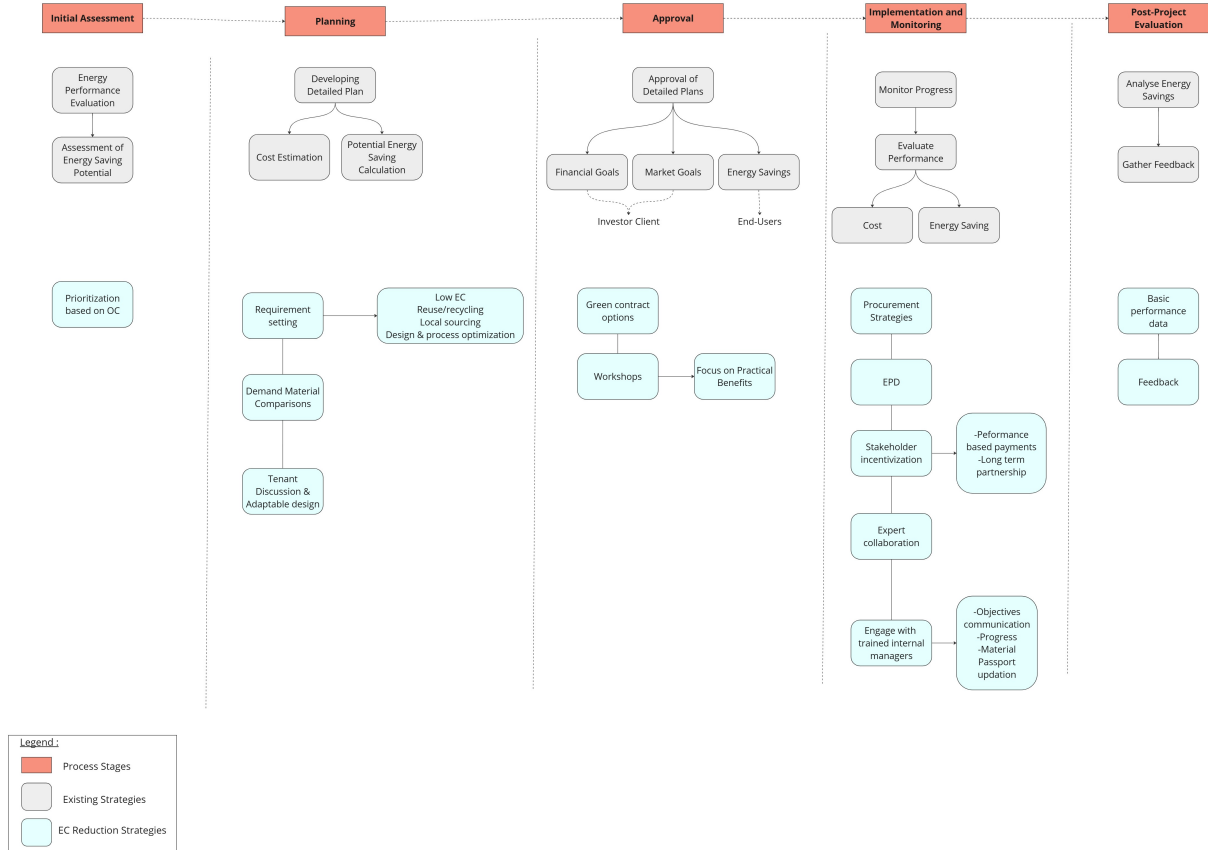 Initial Assessment
Planning
Approval
Implementation and
Monitoring
Post-Project
Evaluation
Energy
Performance
Evaluation
Assessment of
Energy Saving
Potential
Developing
Detailed Plan
Cost Estimation
Potential Energy
Saving
Calculation
Approval of
Detailed Plans
Financial Goals
Market Goals
Energy Savings
Investor Client
End-Users
Monitor Progress
Evaluate
Performance
Cost
Energy Saving
Analyse Energy
Savings
Gather Feedback
Prioritization
based on OC
Requirement
setting
Low EC
Reuse/recycling
Local sourcing
Design & process optimization
Demand Material
Comparisons
Tenant
Discussion &
Adaptable design
Green contract
options
Workshops
Focus on Practical
Benefits
Procurement
Strategies
EPD
Stakeholder
incentivization
-Peformance
based payments
-Long term
partnership
Expert
collaboration
Engage with
trained internal
managers
-Objectives
communication
-Progress
-Material
Passport
updation
Basic
performance
data
Feedback
Legend :
Process Stages
Existing Strategies
EC Reduction Strategies